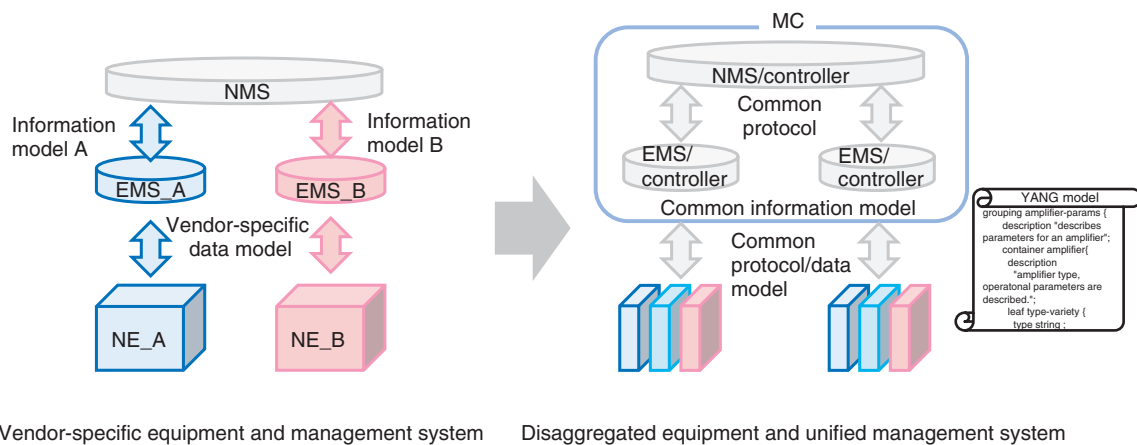 NMS
Information
model A
Information
model B
EMS_A
EMS_B
Vendor-specific
data model
NE_A
NE_B
Vendor-specific equipment and management system
MC
NMS/controller
Common
protocol
EMS/
controller
EMS/
controller
Common information model
Common
protocol/data
model
YANG model
grouping amplifier-params {
description "describes
parameters for an amplifier";
container amplifier{
description
"amplifier type,
operatonal parameters are
described.";
leaf type-variety {
type string ;
Disaggregated equipment and unified management system